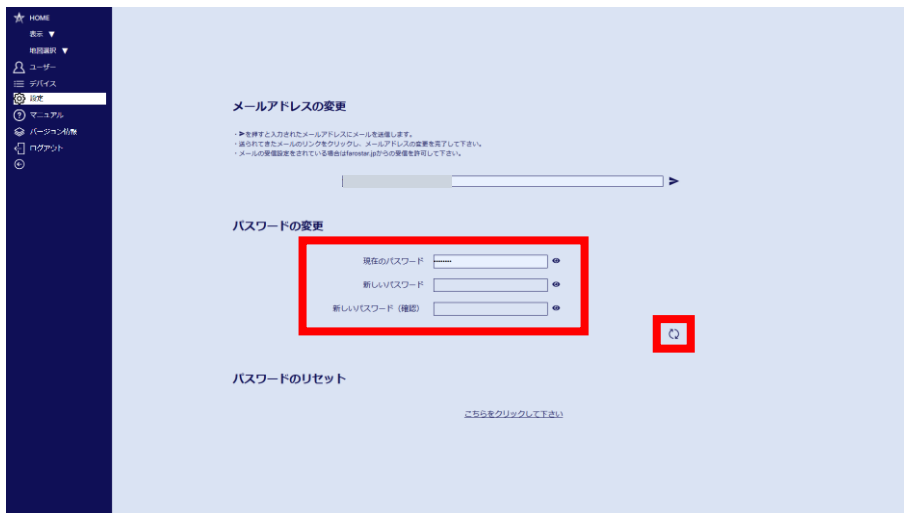 HOME
表示 ▼
地図選択 ▼
ユーザー
デバイス
設定
マニュアル
バージョン情報
ログアウト
メールアドレスの変更
・➤を押すと入力されたメールアドレスにメールを送信します。
・送られてきたメールのリンクをクリックし、メールアドレスの変更を完了して下さい。
・メールの受信設定をされている場合はfarostar.jpからの受信を許可して下さい。
パスワードの変更
現在のパスワード
新しいパスワード
新しいパスワード（確認）
パスワードのリセット
こちらをクリックして下さい